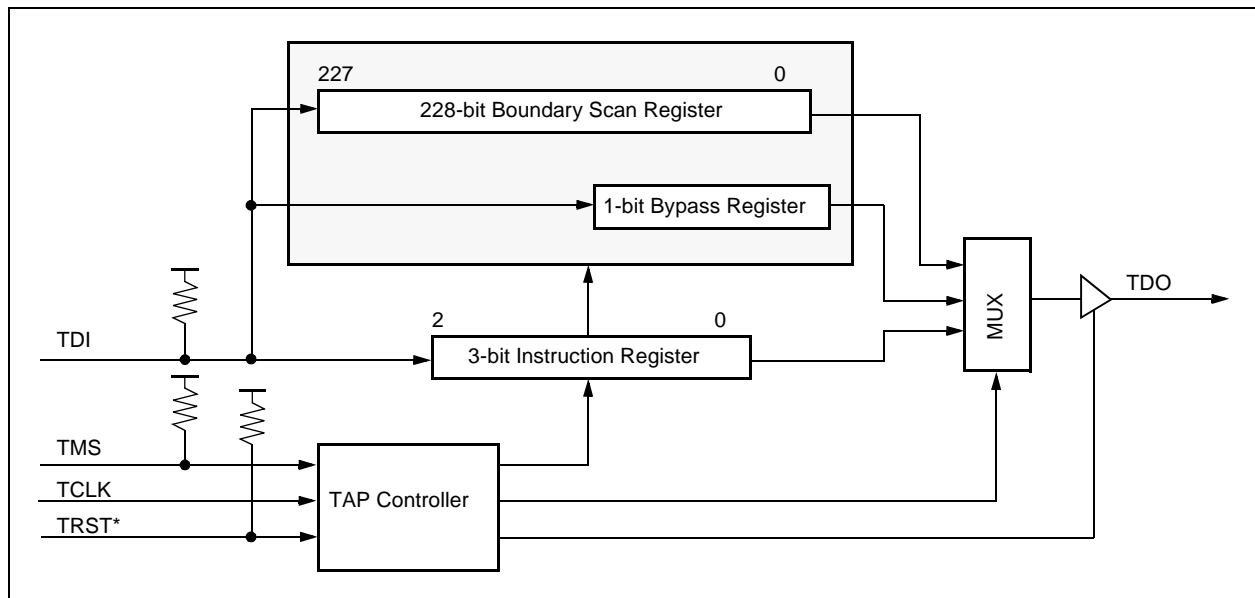 227 0
228-bit Boundary Scan Register
1-bit Bypass Register
TDO
MUX
2 0
TDI
3-bit Instruction Register
TMS
TCLK
TAP Controller
TRST*